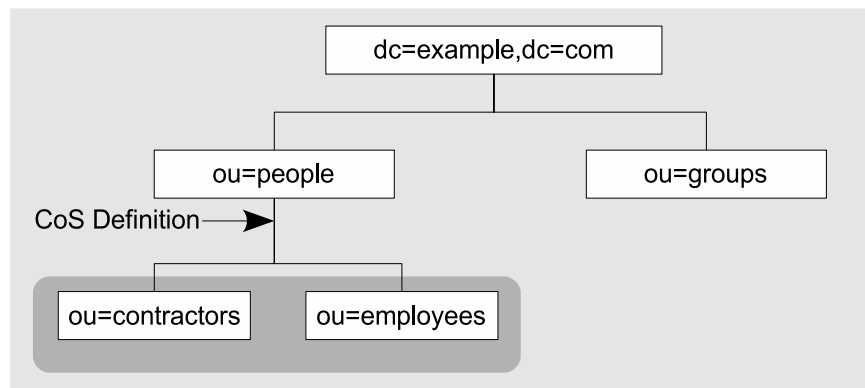 dc=example,dc=com
ou=people
ou=groups
CoS Definition
ou=contractors
ou=employees